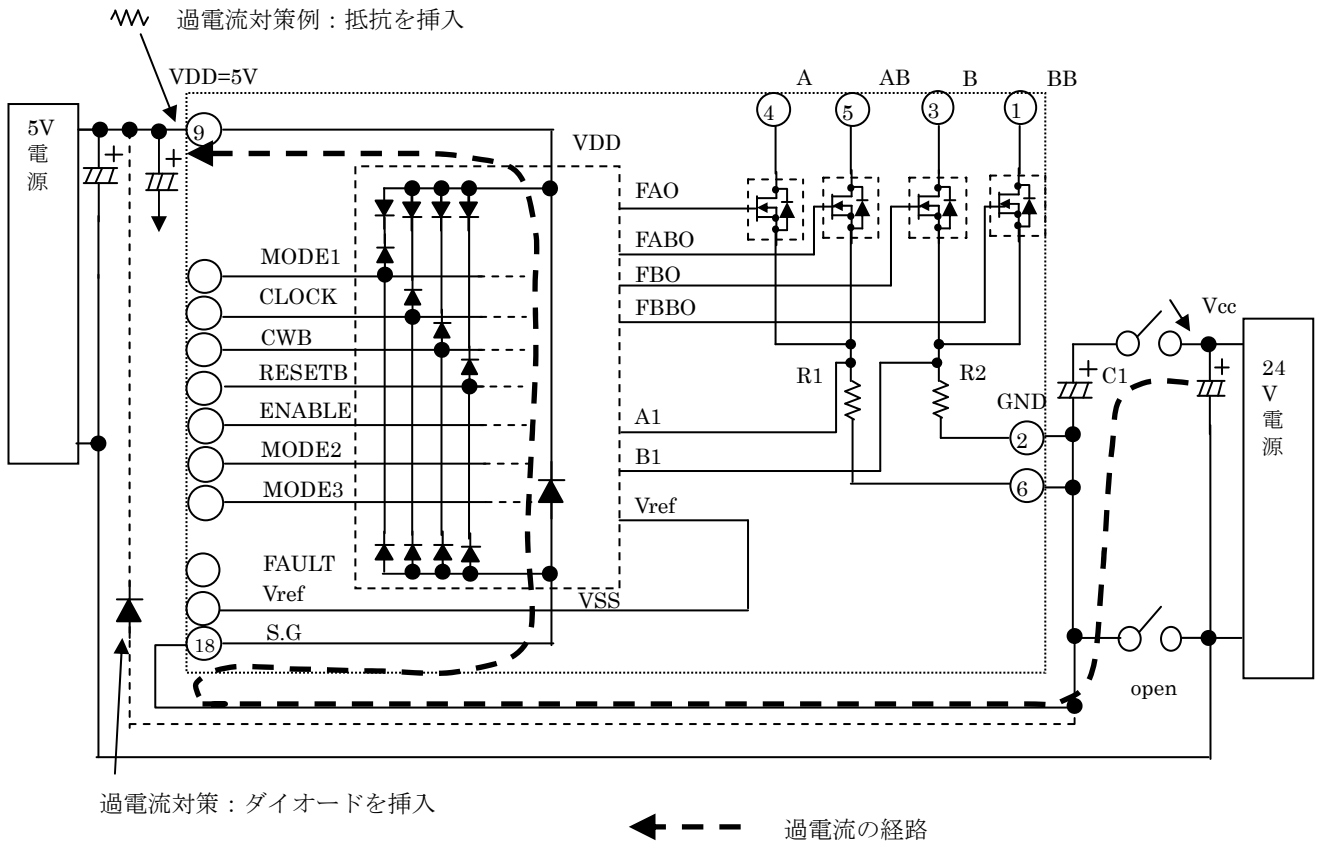 過電流対策例：抵抗を挿入
VDD=5V
A
AB
B
BB
5V
電
源
9
4
5
3
1
VDD
FAO
FABO
FBO
FBBO
MODE1
CLOCK
CWB
RESETB
ENABLE
MODE2
MODE3
FAULT
Vref
S.G
18
A1
B1
Vref
VSS
R1
R2
GND
2
6
C1
Vcc
24
V
電
源
open
過電流対策：ダイオードを挿入
過電流の経路